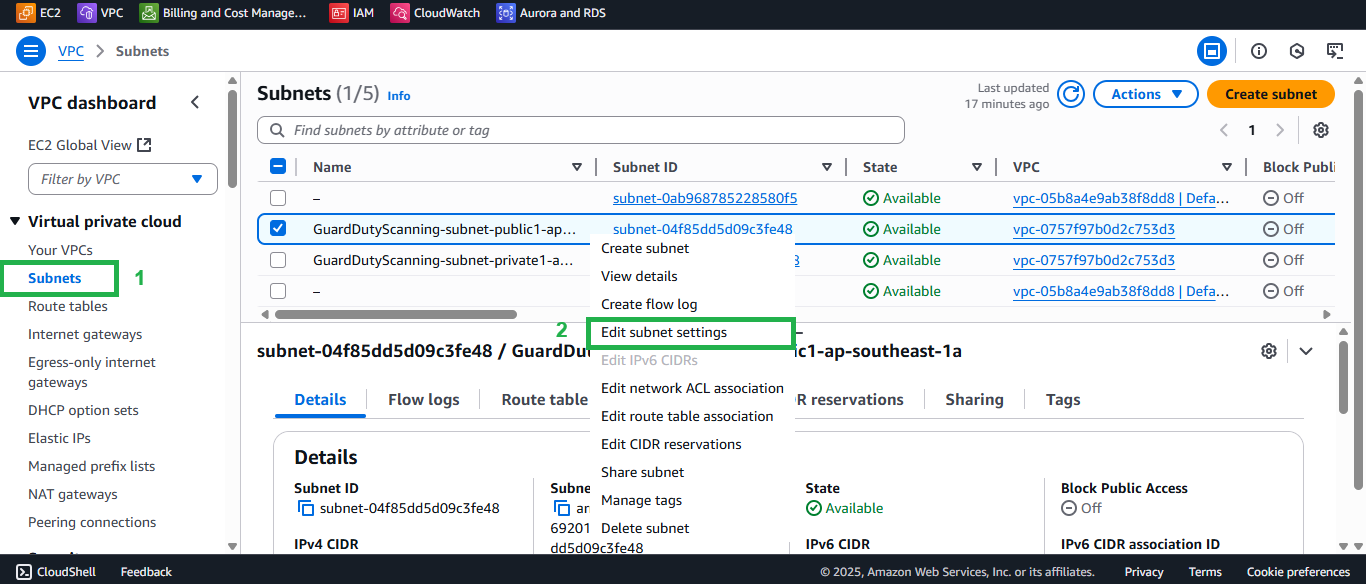 EC2 VPC Billing and Cost Manage... IAM CloudWatch Aurora and RDS
VPC > Subnets
VPC dashboard
EC2 Global View
Filter by VPC
Virtual private cloud
Your VPCs
Subnets 1
Route tables
Internet gateways
Egress-only internet
gateways
DHCP option sets
Elastic IPs
Managed prefix lists
NAT gateways
Peering connections
Subnets (1/5) Info
Last updated
17 minutes ago
Actions
Create subnet
Find subnets by attribute or tag
1
Name Subnet ID State VPC Block Publi
– subnet-0ab968785228580f5 Available vpc-05b8a4e9ab38f8dd8 | Defa... Off
GuardDutyScanning-subnet-public1-ap... subnet-04f85dd5d09c3fe48 Available vpc-0757f97b0d2c753d3 Off
GuardDutyScanning-subnet-private1-a... 8 Available vpc-0757f97b0d2c753d3 Off
– Available vpc-05b8a4e9ab38f8dd8 | Defa... Off
Create subnet
View details
Create flow log
2 Edit subnet settings
Edit IPv6 CIDRs
Edit network ACL association
Edit route table association
Edit CIDR reservations
Share subnet
Manage tags
Delete subnet
subnet-04f85dd5d09c3fe48 / GuardDu c1-ap-southeast-1a
Details Flow logs Route table R reservations Sharing Tags
Details
Subnet ID
subnet-04f85dd5d09c3fe48
IPv4 CIDR
Subne
ar
69201
dd5d09c3fe48
State
Available
IPv6 CIDR
Block Public Access
Off
IPv6 CIDR association ID
CloudShell Feedback © 2025, Amazon Web Services, Inc. or its affiliates. Privacy Terms Cookie preferences